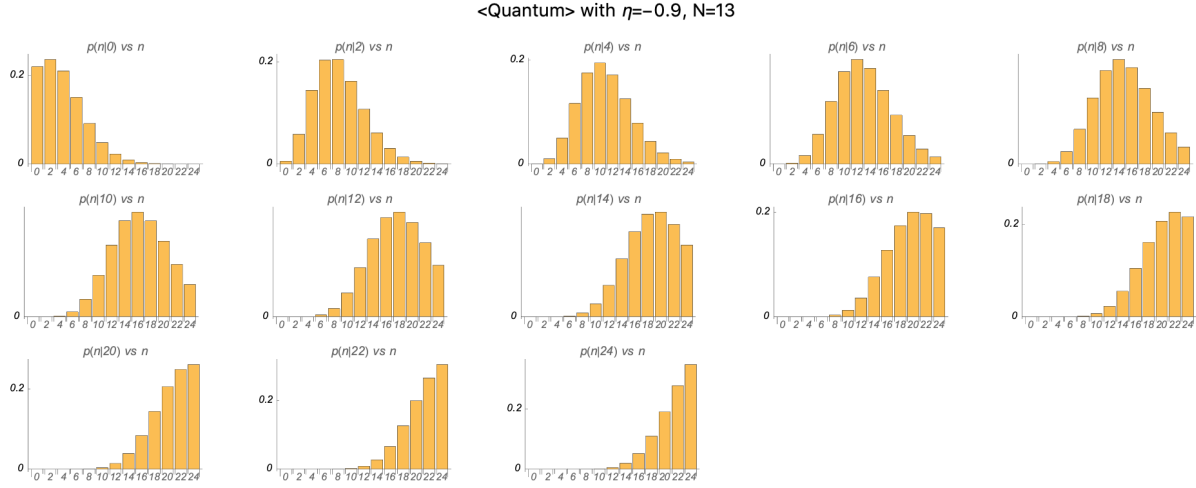 <Quantum> with η=−0.9, N=13
p(n|0) vs n
0.2
0
0 2 4 6 8 10 12 14 16 18 20 22 24
p(n|2) vs n
0.2
0
0 2 4 6 8 10 12 14 16 18 20 22 24
p(n|4) vs n
0.2
0
0 2 4 6 8 10 12 14 16 18 20 22 24
p(n|6) vs n
0
0 2 4 6 8 10 12 14 16 18 20 22 24
p(n|8) vs n
0
0 2 4 6 8 10 12 14 16 18 20 22 24
p(n|10) vs n
0
0 2 4 6 8 10 12 14 16 18 20 22 24
p(n|12) vs n
0
0 2 4 6 8 10 12 14 16 18 20 22 24
p(n|14) vs n
0
0 2 4 6 8 10 12 14 16 18 20 22 24
p(n|16) vs n
0.2
0
0 2 4 6 8 10 12 14 16 18 20 22 24
p(n|18) vs n
0.2
0
0 2 4 6 8 10 12 14 16 18 20 22 24
p(n|20) vs n
0.2
0
0 2 4 6 8 10 12 14 16 18 20 22 24
p(n|22) vs n
0.2
0
0 2 4 6 8 10 12 14 16 18 20 22 24
p(n|24) vs n
0.2
0
0 2 4 6 8 10 12 14 16 18 20 22 24